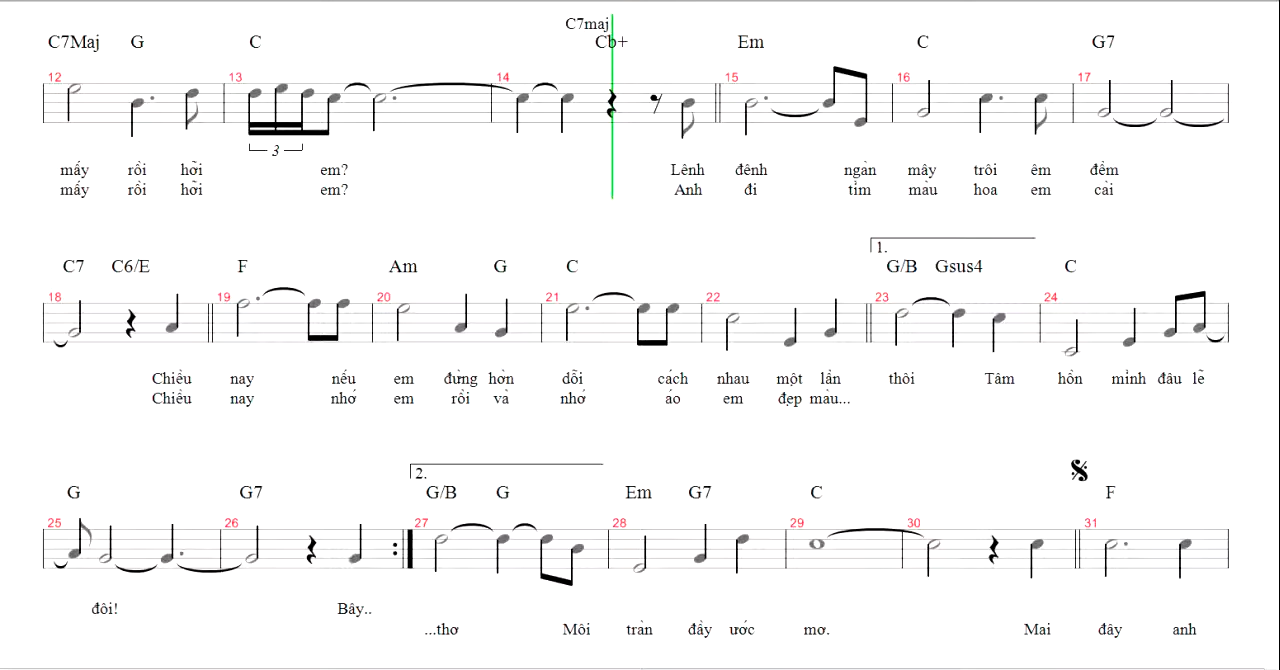 C7maj
C7Maj G C Cb+ Em C G7
12 13 14 15 16 17
3
mấy rồi hỡi em? Lênh đênh ngàn mây trôi êm đềm
mấy rồi hỡi em? Anh đi tìm màu hoa em cài
1.
C7 C6/E F Am G C G/B Gsus4 C
18 19 20 21 22 23 24
Chiều nay nếu em đừng hờn dỗi cách nhau một lần thôi Tâm hồn mình đâu lẽ
Chiều nay nhớ em rồi và nhớ áo em đẹp màu...
2.
G G7 G/B G Em G7 C F
25 26 27 28 29 30 31
đôi! Bây..
...thơ Môi tràn đầy ước mơ. Mai đây anh